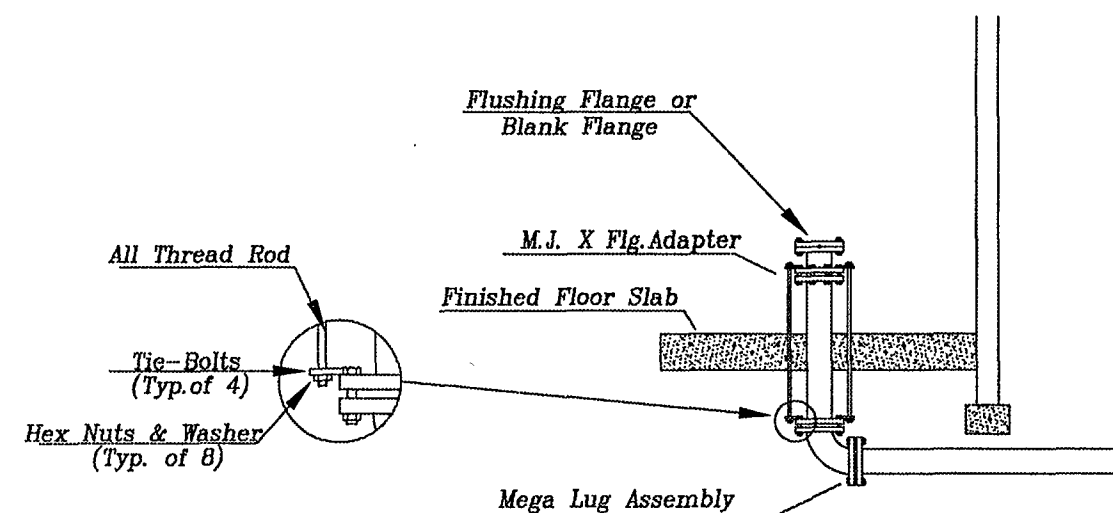 Flushing Flange or
Blank Flange
M.J. X Flg.Adapter
All Thread Rod
Finished Floor Slab
Tie-Bolts
(Typ.of 4)
Hex Nuts & Washer
(Typ. of 8)
Mega Lug Assembly